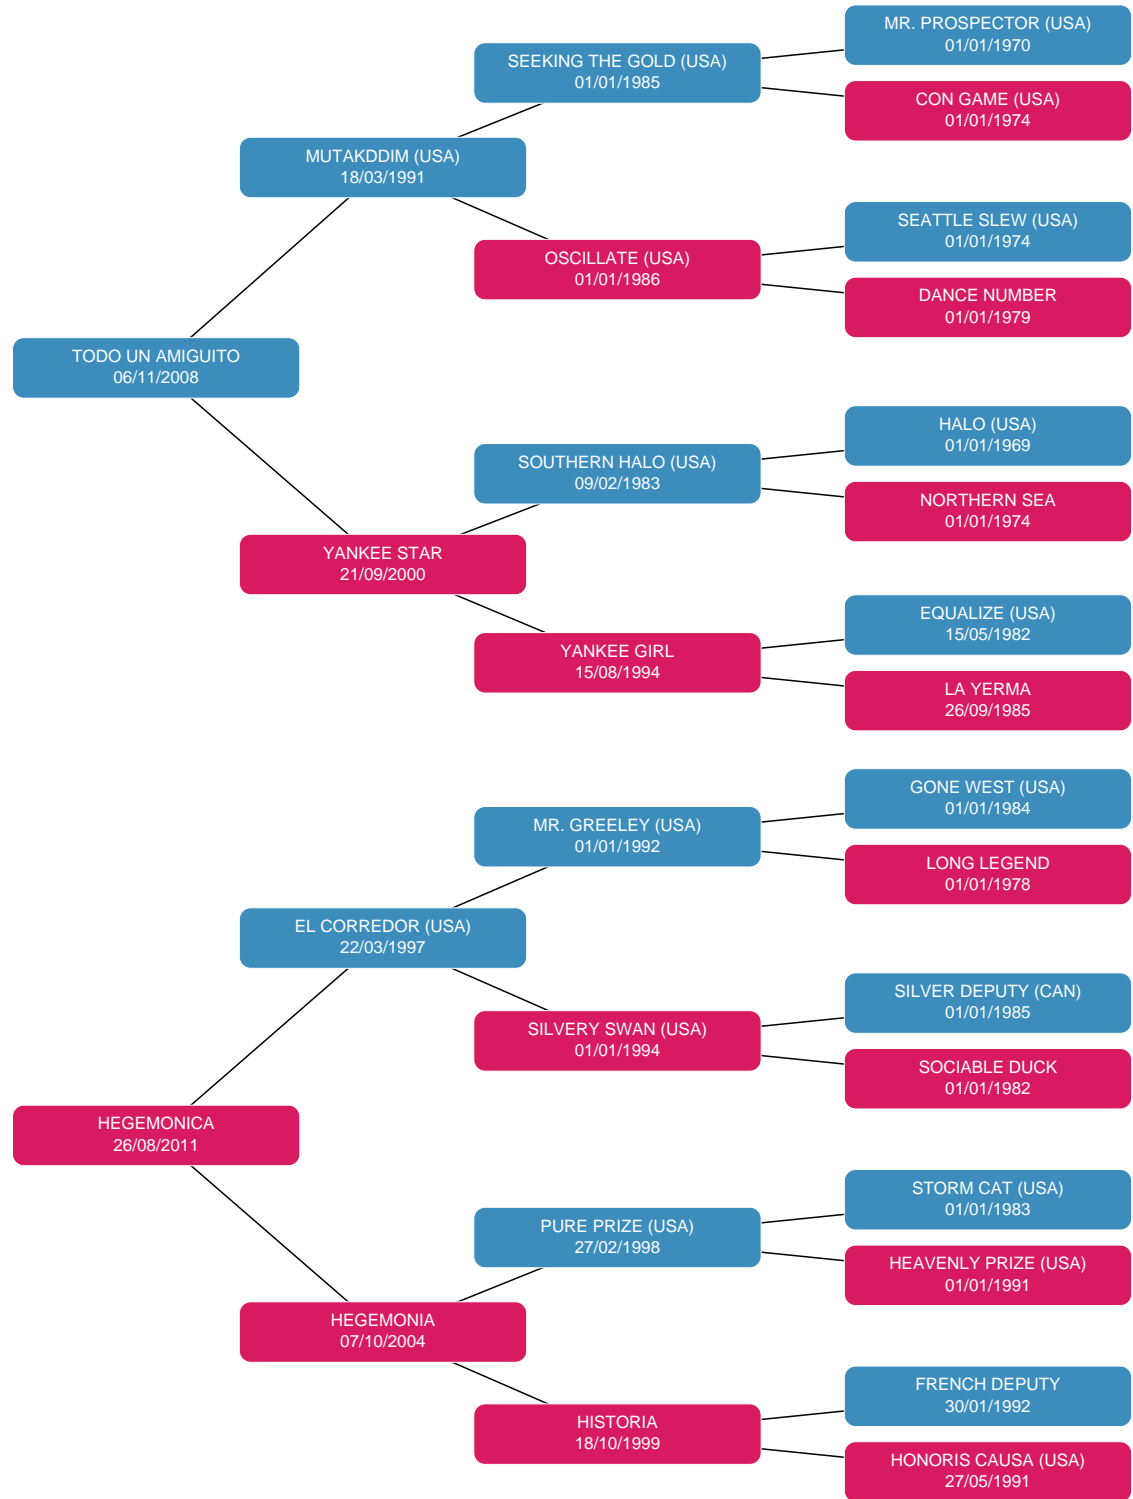 MR. PROSPECTOR (USA)
01/01/1970
SEEKING THE GOLD (USA)
01/01/1985
CON GAME (USA)
01/01/1974
MUTAKDDIM (USA)
18/03/1991
SEATTLE SLEW (USA)
01/01/1974
OSCILLATE (USA)
01/01/1986
DANCE NUMBER
01/01/1979
TODO UN AMIGUITO
06/11/2008
HALO (USA)
01/01/1969
SOUTHERN HALO (USA)
09/02/1983
NORTHERN SEA
01/01/1974
YANKEE STAR
21/09/2000
EQUALIZE (USA)
15/05/1982
YANKEE GIRL
15/08/1994
LA YERMA
26/09/1985
GONE WEST (USA)
01/01/1984
MR. GREELEY (USA)
01/01/1992
LONG LEGEND
01/01/1978
EL CORREDOR (USA)
22/03/1997
SILVER DEPUTY (CAN)
01/01/1985
SILVERY SWAN (USA)
01/01/1994
SOCIABLE DUCK
01/01/1982
HEGEMONICA
26/08/2011
STORM CAT (USA)
01/01/1983
PURE PRIZE (USA)
27/02/1998
HEAVENLY PRIZE (USA)
01/01/1991
HEGEMONIA
07/10/2004
FRENCH DEPUTY
30/01/1992
HISTORIA
18/10/1999
HONORIS CAUSA (USA)
27/05/1991